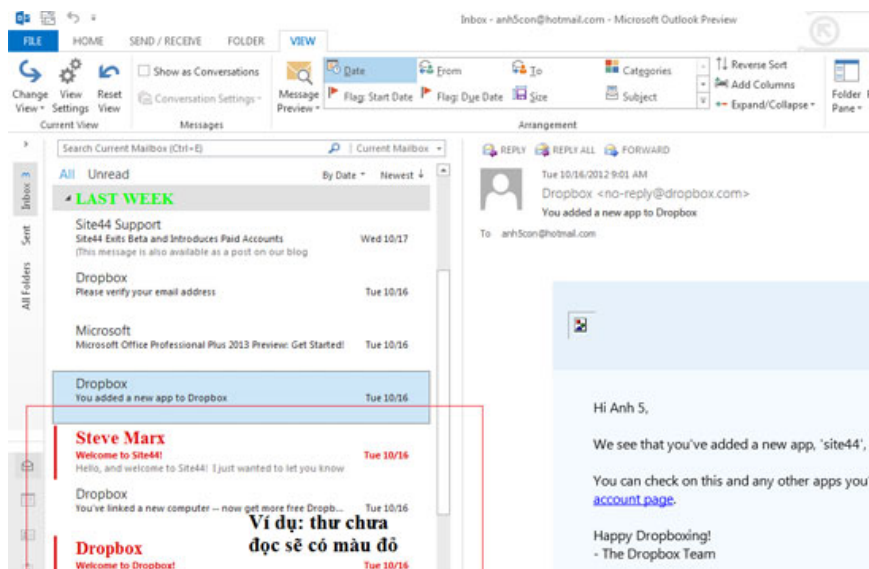 Inbox - anh5con@hotmail.com - Microsoft Outlook Preview
FILE HOME SEND / RECEIVE FOLDER VIEW
Change View
View Settings
Reset View
Current View
Show as Conversations
Conversation Settings
Messages
Message Preview
Date From To Categories
Flag: Start Date Flag: Due Date Size Subject
Arrangement
Reverse Sort
Add Columns
Expand/Collapse
Folder Pane
Search Current Mailbox (Ctrl+E) Current Mailbox
All Unread By Date Newest
LAST WEEK
Site44 Support
Site44 Exits Beta and Introduces Paid Accounts Wed 10/17
(This message is also available as a post on our blog
Dropbox
Please verify your email address Tue 10/16
Microsoft
Microsoft Office Professional Plus 2013 Preview: Get Started! Tue 10/16
Dropbox
You added a new app to Dropbox Tue 10/16
Steve Marx
Welcome to Site44! Tue 10/16
Hello, and welcome to Site44! I just wanted to let you know
Dropbox
You've linked a new computer -- now get more free Dropb... Tue 10/16
Ví dụ: thư chưa
đọc sẽ có màu đỏ
Dropbox
Welcome to Dropbox! Tue 10/16
Inbox 3
Sent
All Folders
REPLY REPLY ALL FORWARD
Tue 10/16/2012 9:01 AM
Dropbox <no-reply@dropbox.com>
You added a new app to Dropbox
To anh5con@hotmail.com
Hi Anh 5,
We see that you've added a new app, 'site44',
You can check on this and any other apps you'
account page.
Happy Dropboxing!
- The Dropbox Team